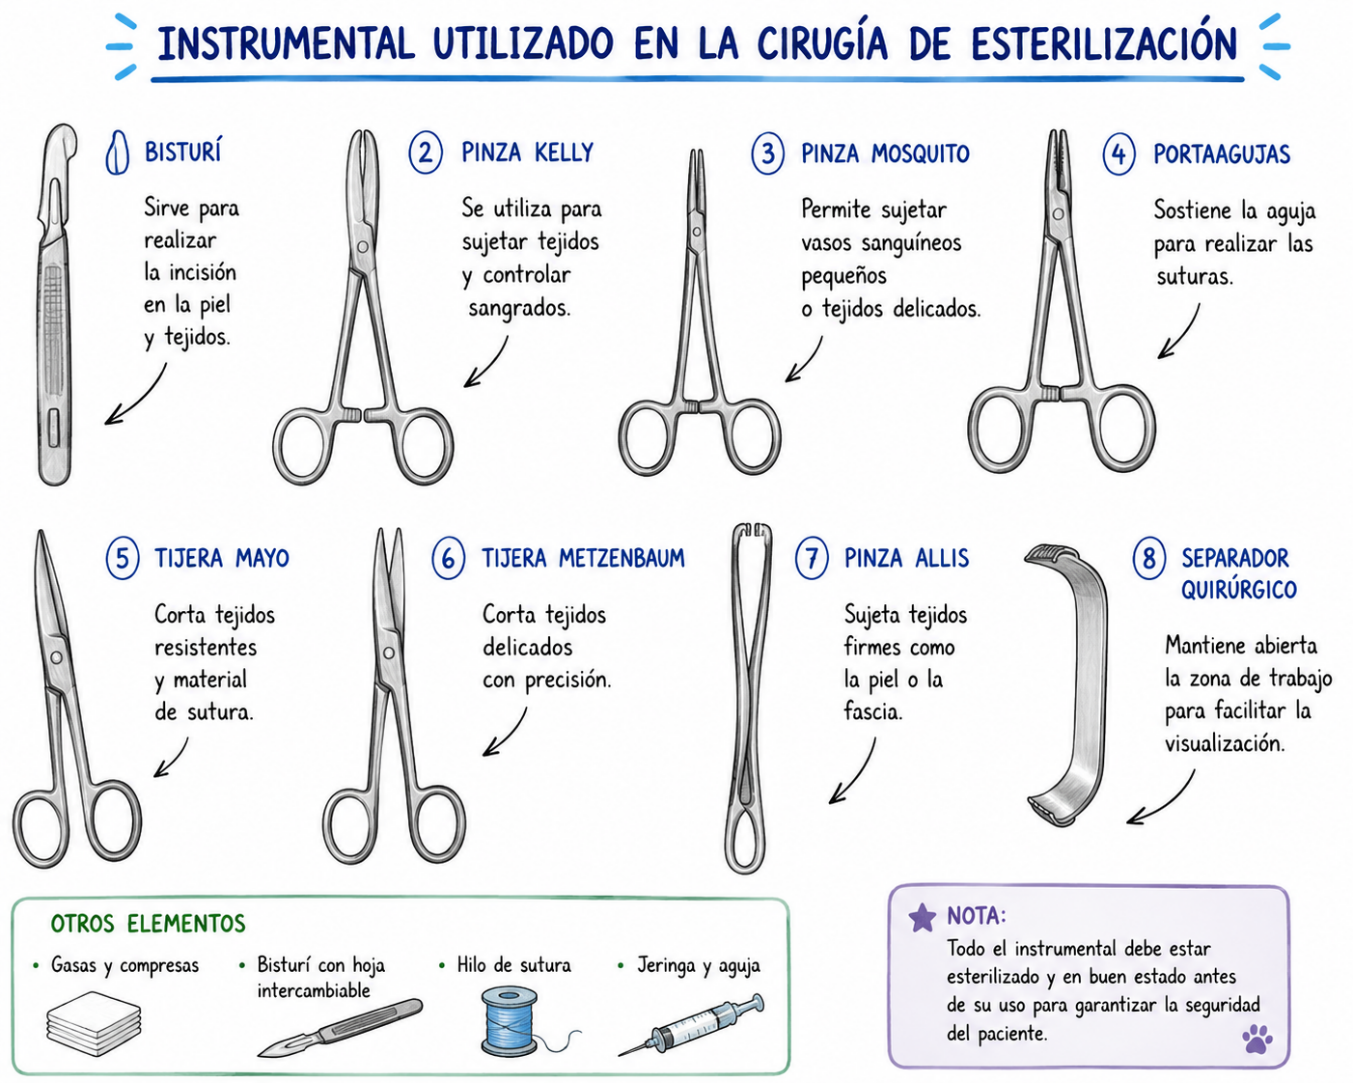 INSTRUMENTAL UTILIZADO EN LA CIRUGÍA DE ESTERILIZACIÓN
BISTURÍ
Sirve para
realizar
la incisión
en la piel
y tejidos.
2 PINZA KELLY
Se utiliza para
sujetar tejidos
y controlar
sangrados.
3 PINZA MOSQUITO
Permite sujetar
vasos sanguíneos
pequeños
o tejidos delicados.
4 PORTAAGUJAS
Sostiene la aguja
para realizar las
suturas.
5 TIJERA MAYO
Corta tejidos
resistentes
y material
de sutura.
6 TIJERA METZENBAUM
Corta tejidos
delicados
con precisión.
7 PINZA ALLIS
Sujeta tejidos
firmes como
la piel o la
fascia.
8 SEPARADOR
QUIRÚRGICO
Mantiene abierta
la zona de trabajo
para facilitar la
visualización.
OTROS ELEMENTOS
• Gasas y compresas
• Bisturí con hoja
intercambiable
• Hilo de sutura
• Jeringa y aguja
NOTA:
Todo el instrumental debe estar
esterilizado y en buen estado antes
de su uso para garantizar la seguridad
del paciente.